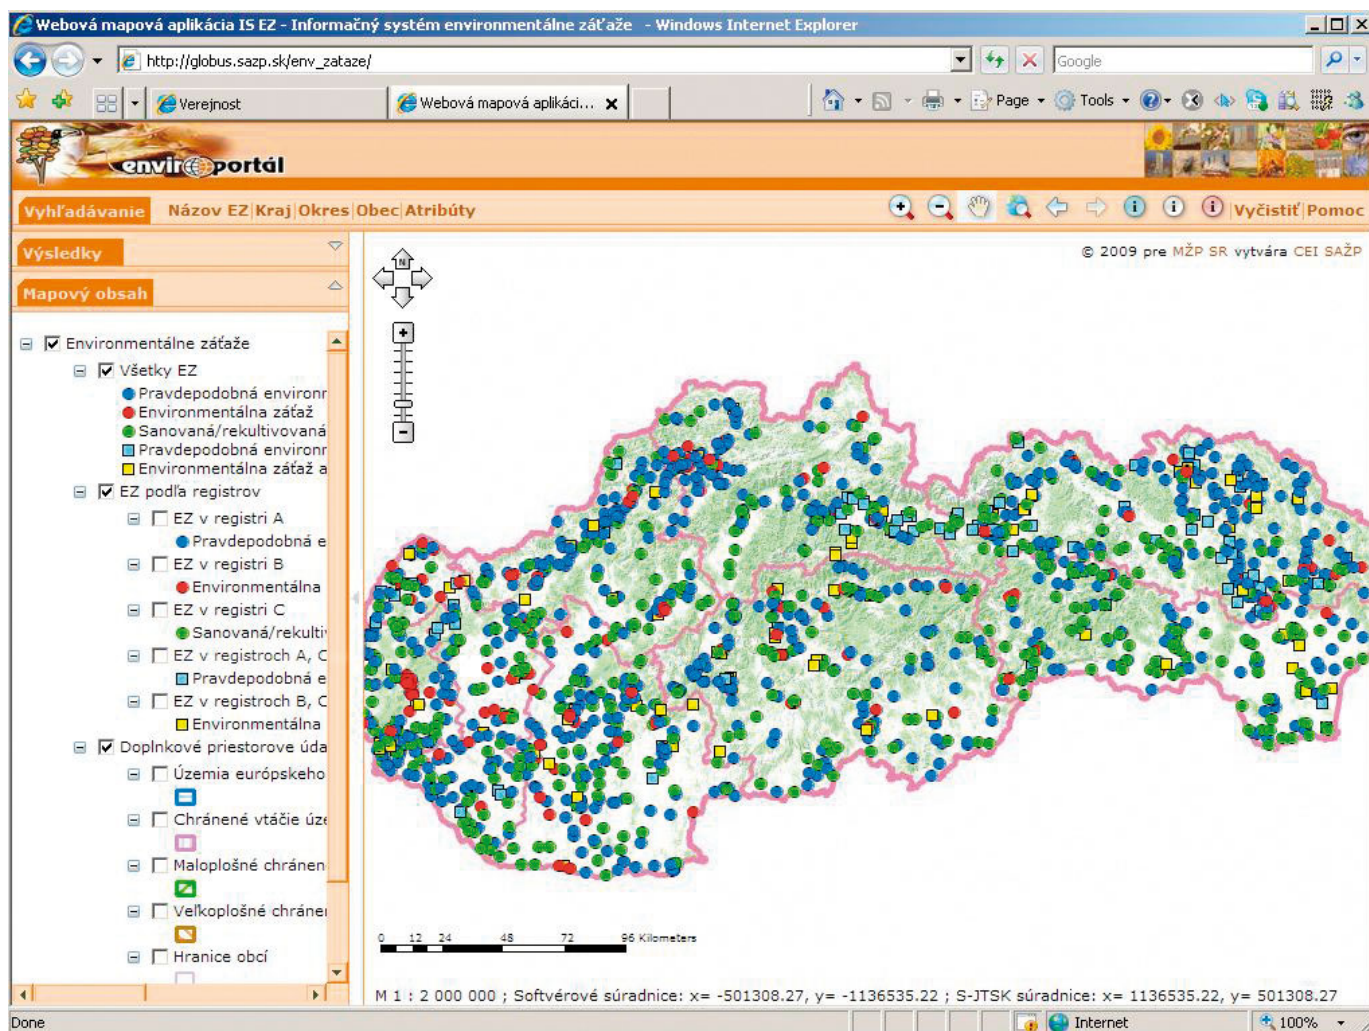 Webová mapová aplikácia IS EZ - Informačný systém environmentálne záťaže - Windows Internet Explorer
http://globus.sazp.sk/env_zataze/
Google
Verejnost
Webová mapová aplikáci...
Page
Tools
enviroportál
Vyhľadávanie Názov EZ|Kraj|Okres|Obec|Atribúty
Vyčistiť|Pomoc
Výsledky
© 2009 pre MŽP SR vytvára CEI SAŽP
Mapový obsah
N
Environmentálne záťaže
Všetky EZ
Pravdepodobná environr
Environmentálna záťaž
Sanovaná/rekultivovaná
Pravdepodobná environr
Environmentálna záťaž a
EZ podľa registrov
EZ v registri A
Pravdepodobná e
EZ v registri B
Environmentálna
EZ v registri C
Sanovaná/rekulti
EZ v registroch A, C
Pravdepodobná e
EZ v registroch B, C
Environmentálna
Doplnkové priestorove úda
Územia európskeho
Chránené vtáčie úze
Maloplošné chránen
Veľkoplošné chráner
Hranice obcí
0 12 24 48 72 96 Kilometers
M 1 : 2 000 000 ; Softvérové súradnice: x= -501308.27, y= -1136535.22 ; S-JTSK súradnice: x= 1136535.22, y= 501308.27
Done
Internet
100%